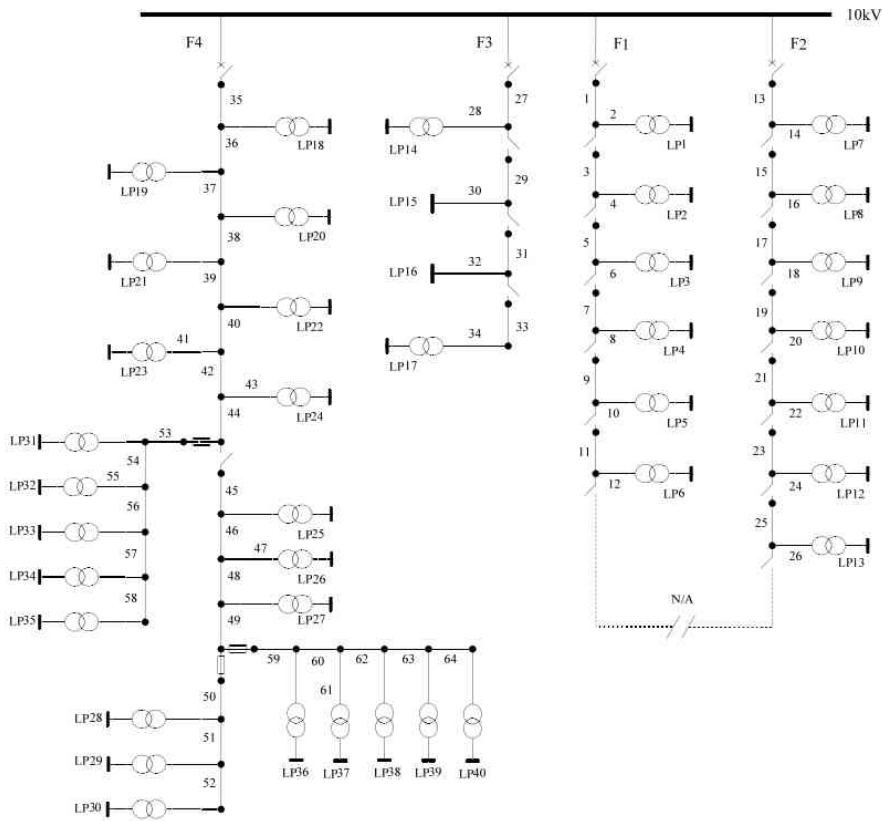 10kV
F4 F3 F1 F2
35 27 1 13
28 2 14
36 LP18 LP14 LP1 LP7
LP19 37 29 3 15
30 4 16
LP15 LP2 LP8
38 LP20
31 5 17
LP21 39 32 6 18
LP16 LP3 LP9
40 LP22 33 7 19
41 34 8 20
LP23 42 LP17 LP4 LP10
43 9 21
44 LP24 10 22
LP5 LP11
LP31 53 11 23
54
55 12 24
LP32 45 LP6 LP12
56 25
LP33 46 LP25
47 26
57 LP13
LP34 48 LP26
58 N/A
LP35 49 LP27
59 60 62 63 64
50 61
LP28
51
LP29 LP36 LP37 LP38 LP39 LP40
52
LP30